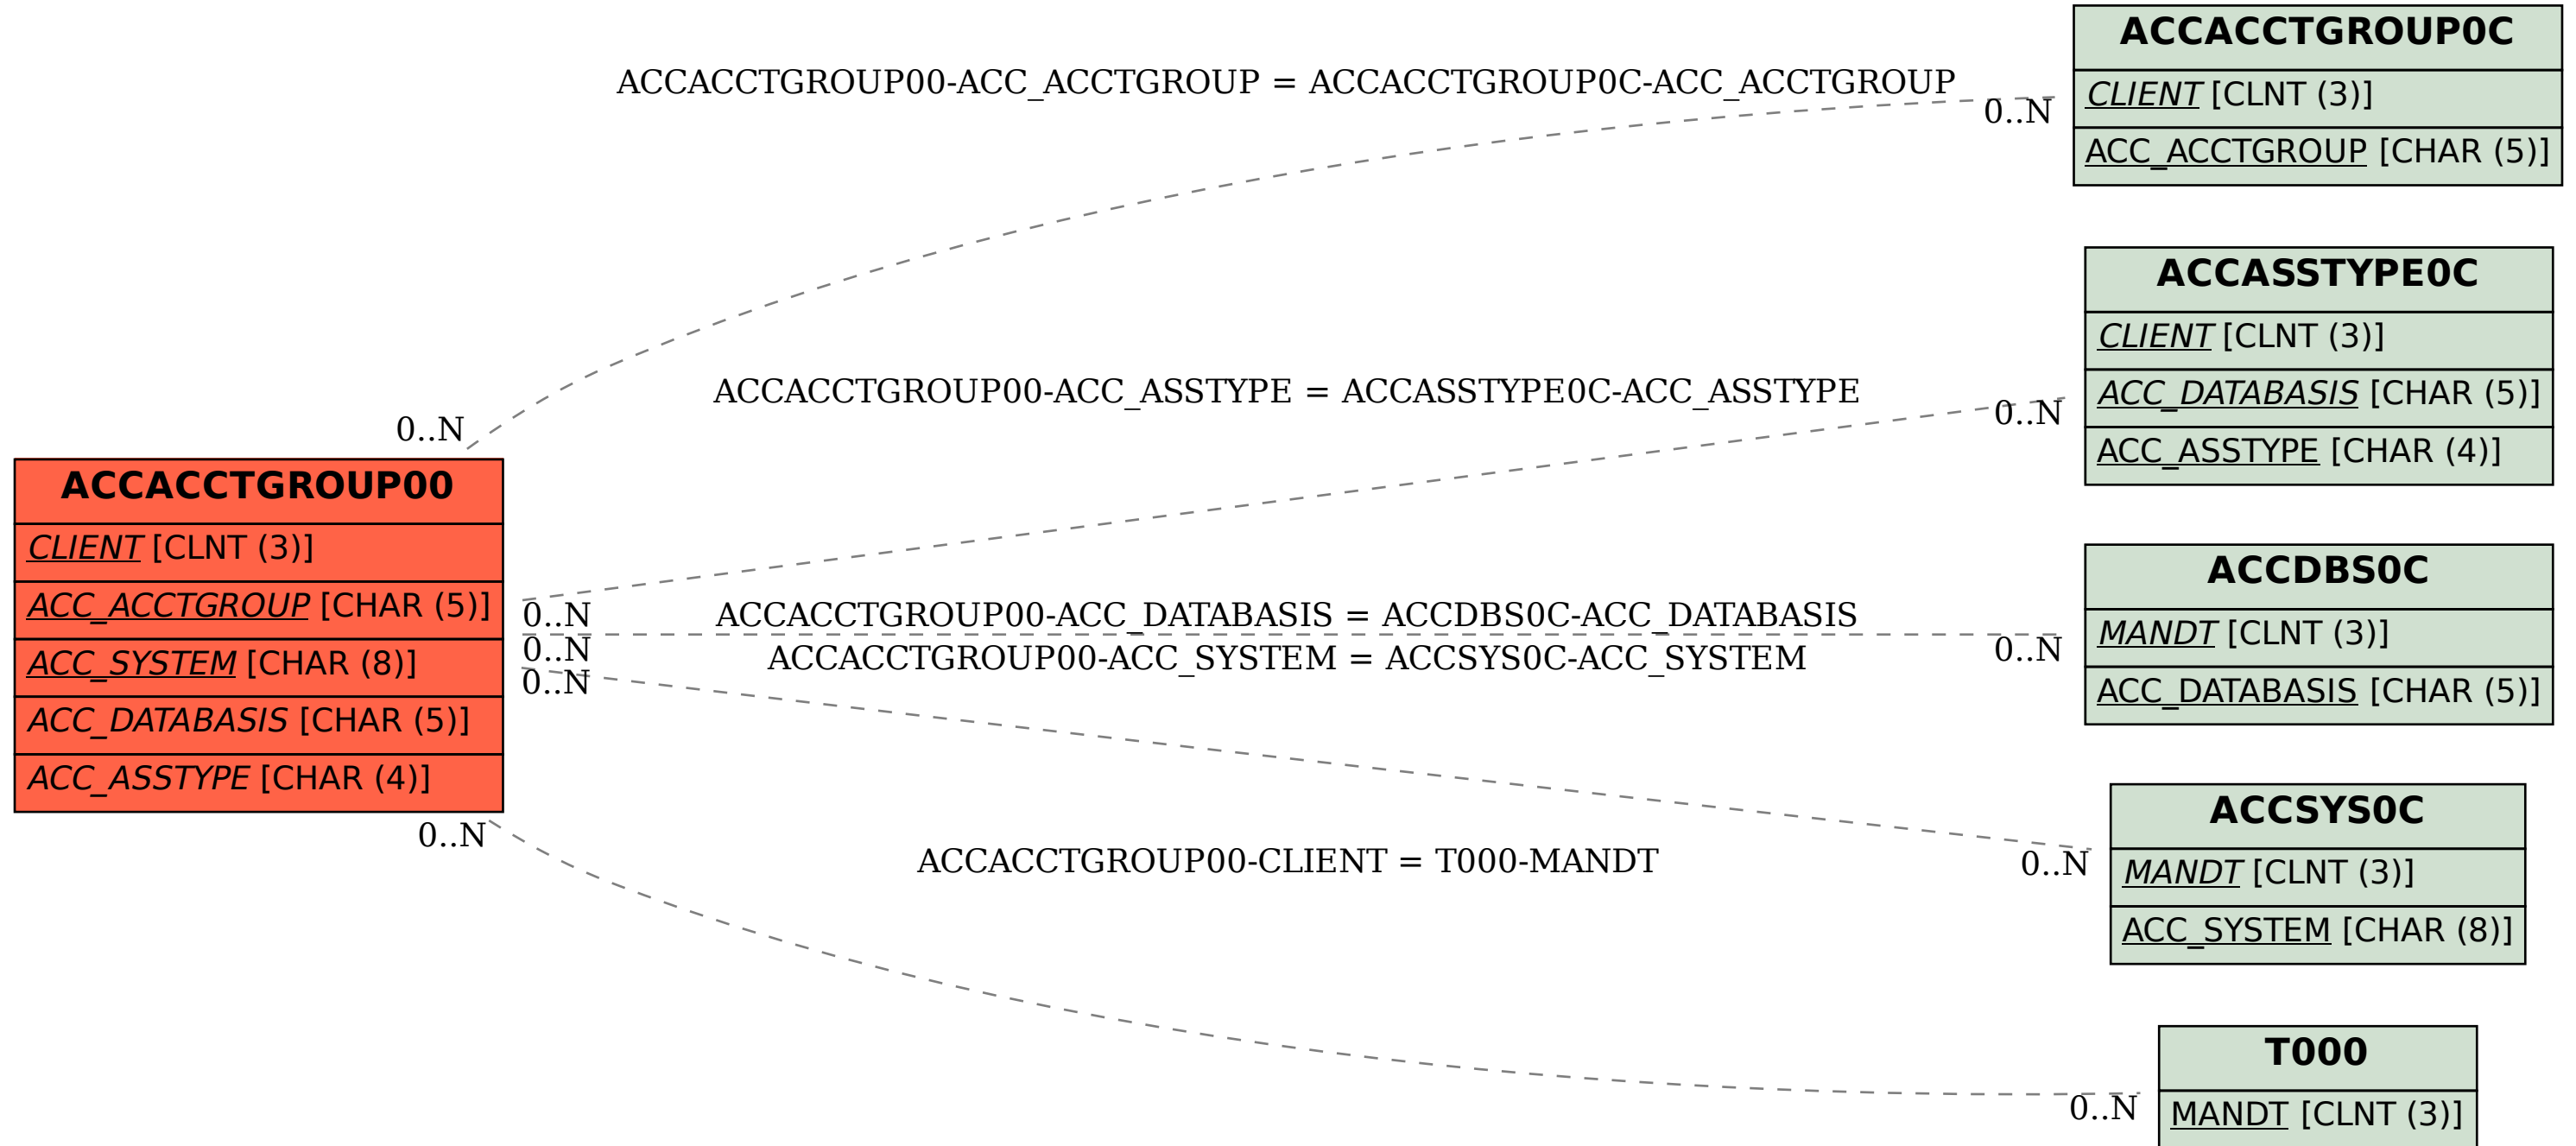 ACCACCTGROUP0C
CLIENT [CLNT (3)]
ACC_ACCTGROUP [CHAR (5)]
ACCACCTGROUP00-ACC_ACCTGROUP = ACCACCTGROUP0C-ACC_ACCTGROUP
0..N
0..N
ACCASSTYPE0C
CLIENT [CLNT (3)]
ACC_DATABASIS [CHAR (5)]
ACC_ASSTYPE [CHAR (4)]
ACCACCTGROUP00-ACC_ASSTYPE = ACCASSTYPE0C-ACC_ASSTYPE
0..N
0..N
ACCACCTGROUP00
CLIENT [CLNT (3)]
ACC_ACCTGROUP [CHAR (5)]
ACC_SYSTEM [CHAR (8)]
ACC_DATABASIS [CHAR (5)]
ACC_ASSTYPE [CHAR (4)]
ACCACCTGROUP00-ACC_DATABASIS = ACCDBS0C-ACC_DATABASIS
0..N
0..N
ACCDBS0C
MANDT [CLNT (3)]
ACC_DATABASIS [CHAR (5)]
ACCACCTGROUP00-ACC_SYSTEM = ACCSYS0C-ACC_SYSTEM
0..N
0..N
ACCSYS0C
MANDT [CLNT (3)]
ACC_SYSTEM [CHAR (8)]
ACCACCTGROUP00-CLIENT = T000-MANDT
0..N
0..N
T000
MANDT [CLNT (3)]